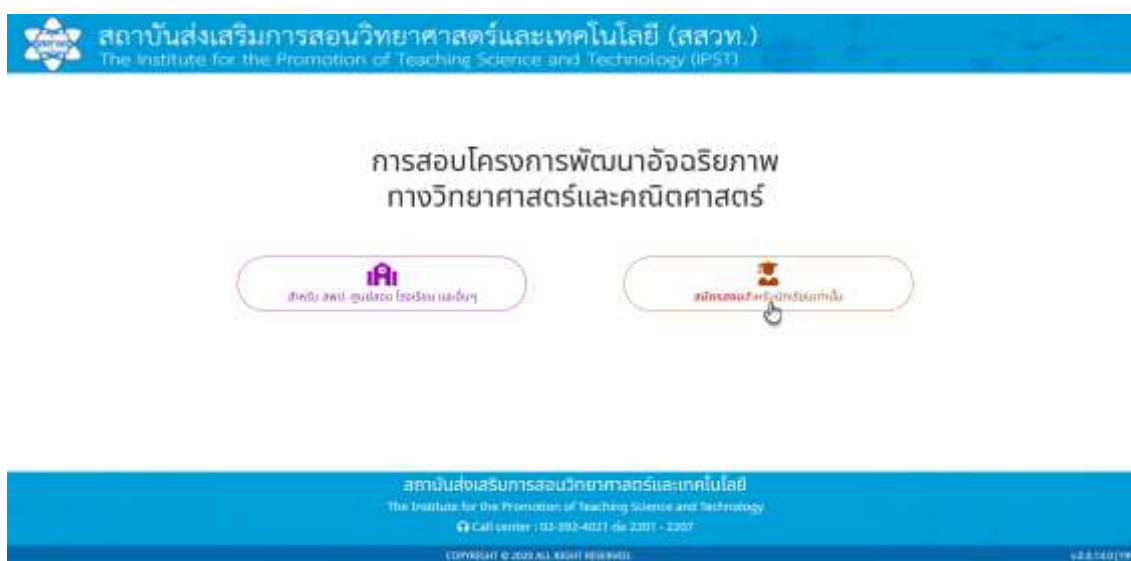 สถาบันส่งเสริมการสอนวิทยาศาสตร์และเทคโนโลยี (สสวท.)
The Institute for the Promotion of Teaching Science and Technology (IPST)
การสอบโครงการพัฒนาอัจฉริยภาพ
ทางวิทยาศาสตร์และคณิตศาสตร์
สำหรับ สพป. ศูนย์สอบ โรงเรียน และอื่นๆ
สมัครสอบสำหรับนักเรียนเท่านั้น
สถาบันส่งเสริมการสอนวิทยาศาสตร์และเทคโนโลยี
The Institute for the Promotion of Teaching Science and Technology
Call center : 02-392-4021 ต่อ 2201 - 2207
COPYRIGHT © 2020 ALL RIGHT RESERVED.